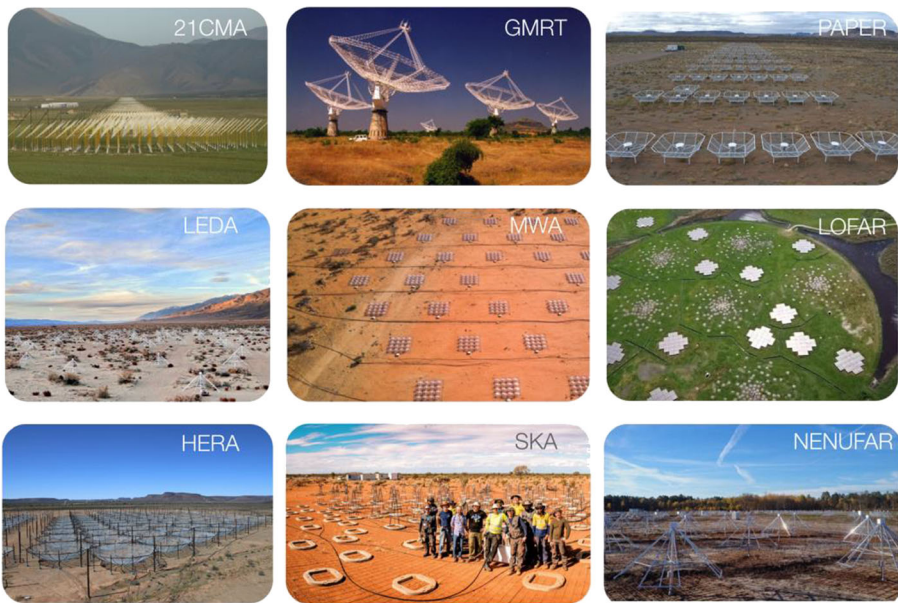 21CMA
GMRT
PAPER
LEDA
MWA
LOFAR
HERA
SKA
NENUFAR